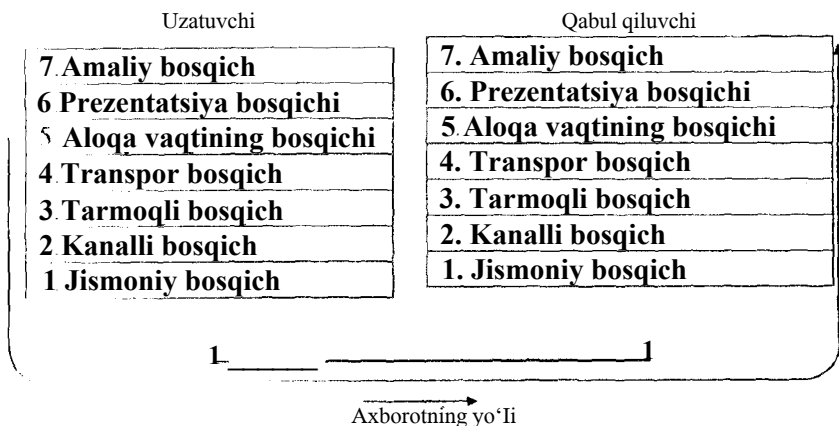 Uzatuvchi
7. Amaliy bosqich
6 Prezentatsiya bosqichi
5 Aloqa vaqtining bosqichi
4. Transpor bosqich
3. Tarmoqli bosqich
2. Kanalli bosqich
1 Jismoniy bosqich
Qabul qiluvchi
7. Amaliy bosqich
6. Prezentatsiya bosqichi
5. Aloqa vaqtining bosqichi
4. Transpor bosqich
3. Tarmoqli bosqich
2. Kanalli bosqich
1. Jismoniy bosqich
1 1
Axborotning yo‘Ii